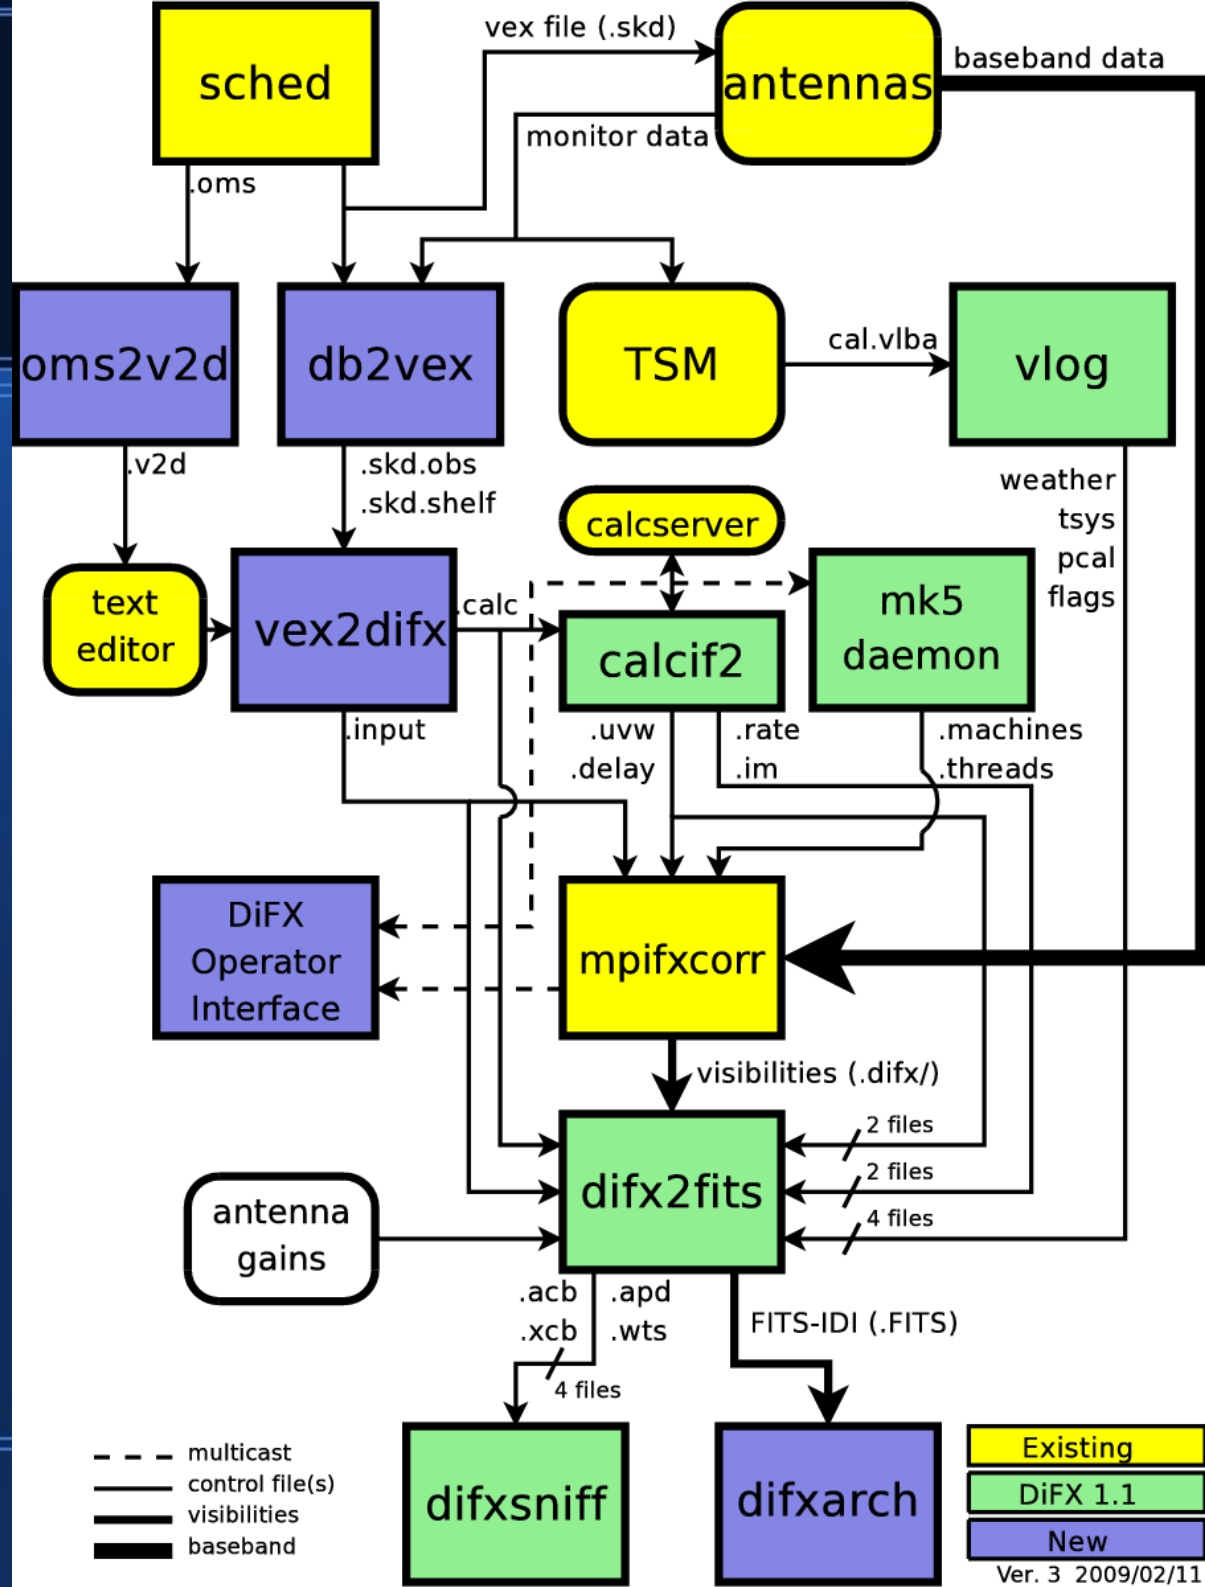 vex file (.skd)
sched
antennas
baseband data
monitor data
.oms
oms2v2d
db2vex
TSM
cal.vlba
vlog
.v2d
.skd.obs
.skd.shelf
weather
tsys
pcal
flags
calcserver
text
editor
vex2difx
.calc
calcif2
mk5
daemon
.input
.uvw
.delay
.rate
.im
.machines
.threads
DiFX
Operator
Interface
mpifxcorr
visibilities (.difx/)
2 files
2 files
4 files
difx2fits
antenna
gains
.acb
.xcb
.apd
.wts
4 files
FITS-IDI (.FITS)
difxsniff
difxarch
multicast
control file(s)
visibilities
baseband
Existing
DiFX 1.1
New
Ver. 3 2009/02/11